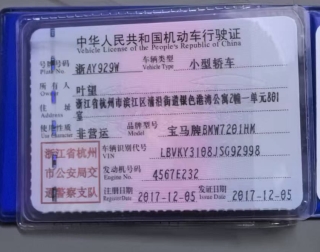 中华人民共和国机动车行驶证
Vehicle License of the People's Republic of China
号牌号码 浙AY929W 车辆类型 小型轿车
Plate No. Vehicle Type
所有人 叶望
住址 浙江省杭州市滨江区浦沿街道银色港湾公寓2幢一单元801室
使用性质 非营运 品牌型号 宝马牌BMW7201HM
Model
浙江省杭州市公安局交通警察支队
车辆识别代号 LBVKY3108JSG92998
VIN
发动机号码 4567E232
Engine No.
注册日期 2017-12-05 发证日期 2017-12-05
Register Date Issue Date